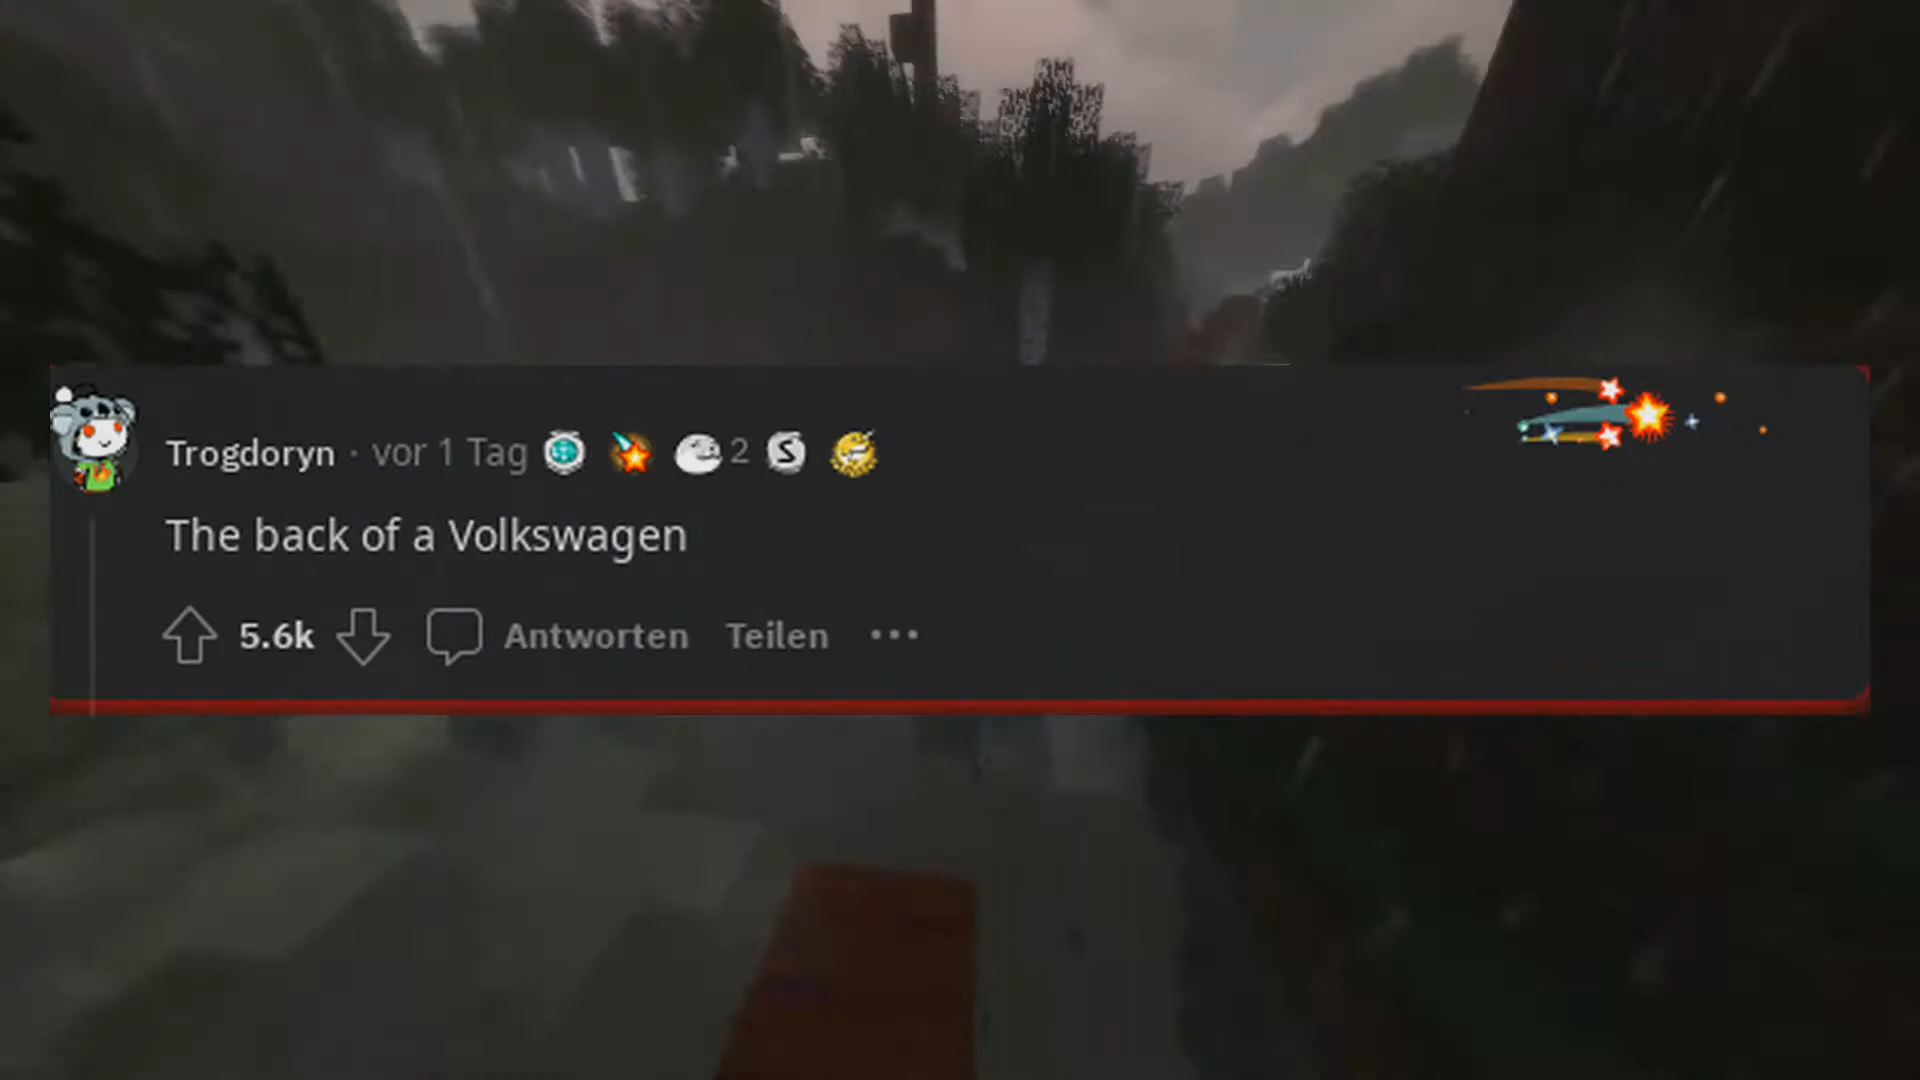 Trogdoryn · vor 1 Tag 2
The back of a Volkswagen
5.6k Antworten Teilen ...